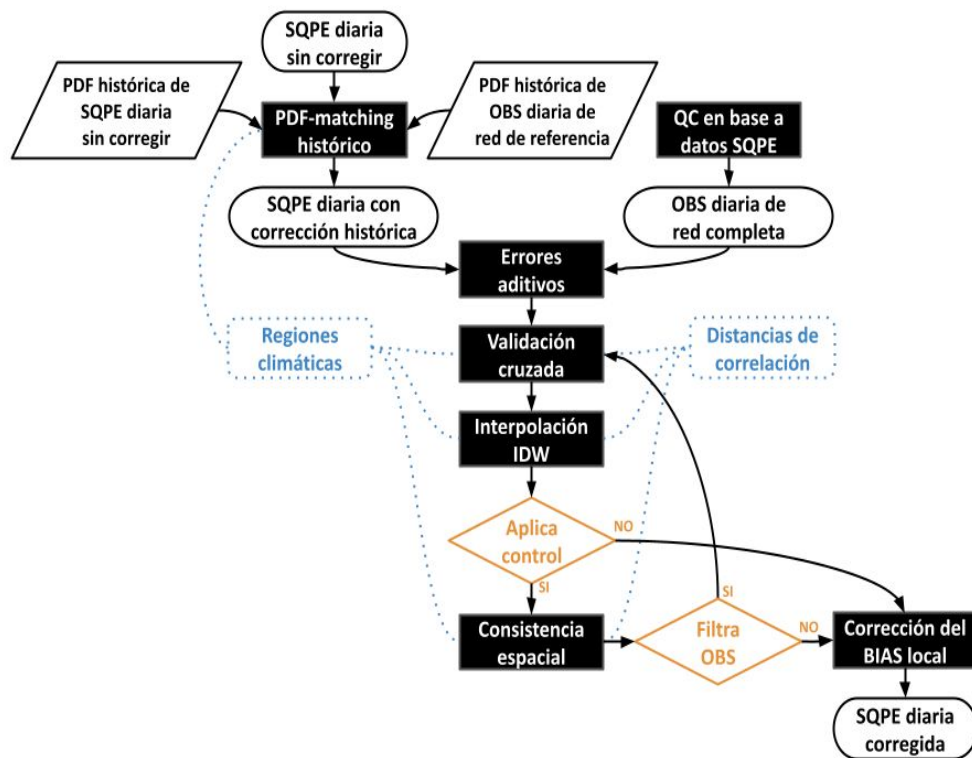 SQPE diaria
sin corregir
PDF histórica de
SQPE diaria
sin corregir
PDF-matching
histórico
PDF histórica de
OBS diaria de
red de referencia
QC en base a
datos SQPE
SQPE diaria con
corrección histórica
OBS diaria de
red completa
Errores
aditivos
Regiones
climáticas
Validación
cruzada
Distancias de
correlación
Interpolación
IDW
Aplica
control
NO
SI
Consistencia
espacial
SI
Filtra
OBS
NO
Corrección del
BIAS local
SQPE diaria
corregida